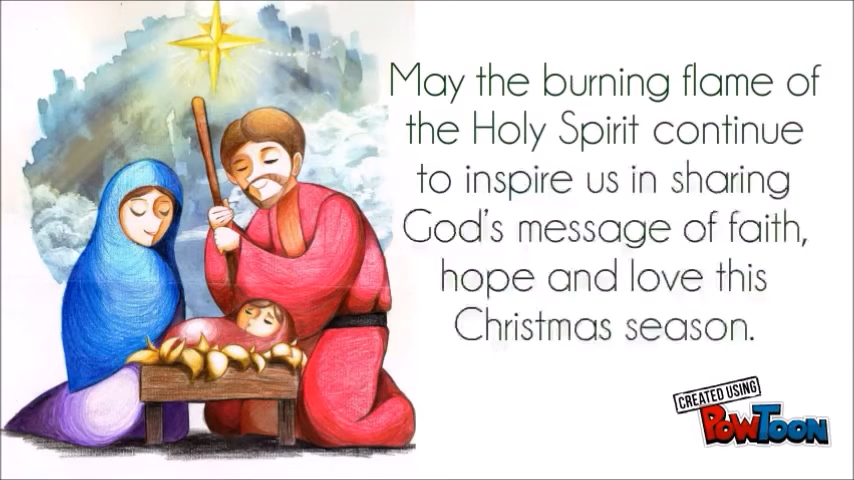 May the burning flame of
the Holy Spirit continue
to inspire us in sharing
God's message of faith,
hope and love this
Christmas season.
CREATED USING
POWTOON